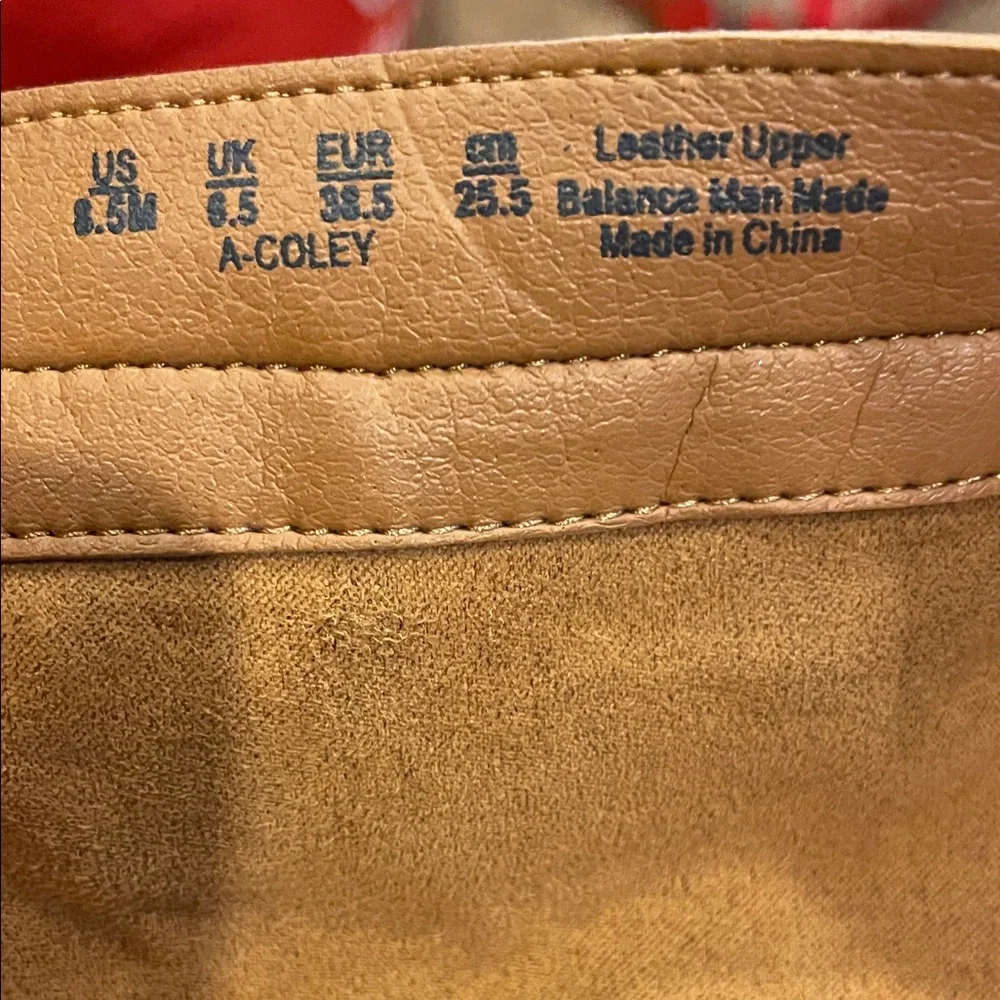 US UK EUR cm Leather Upper
8.5M 6.5 38.5 25.5 Balance Man Made
A-COLEY Made in China